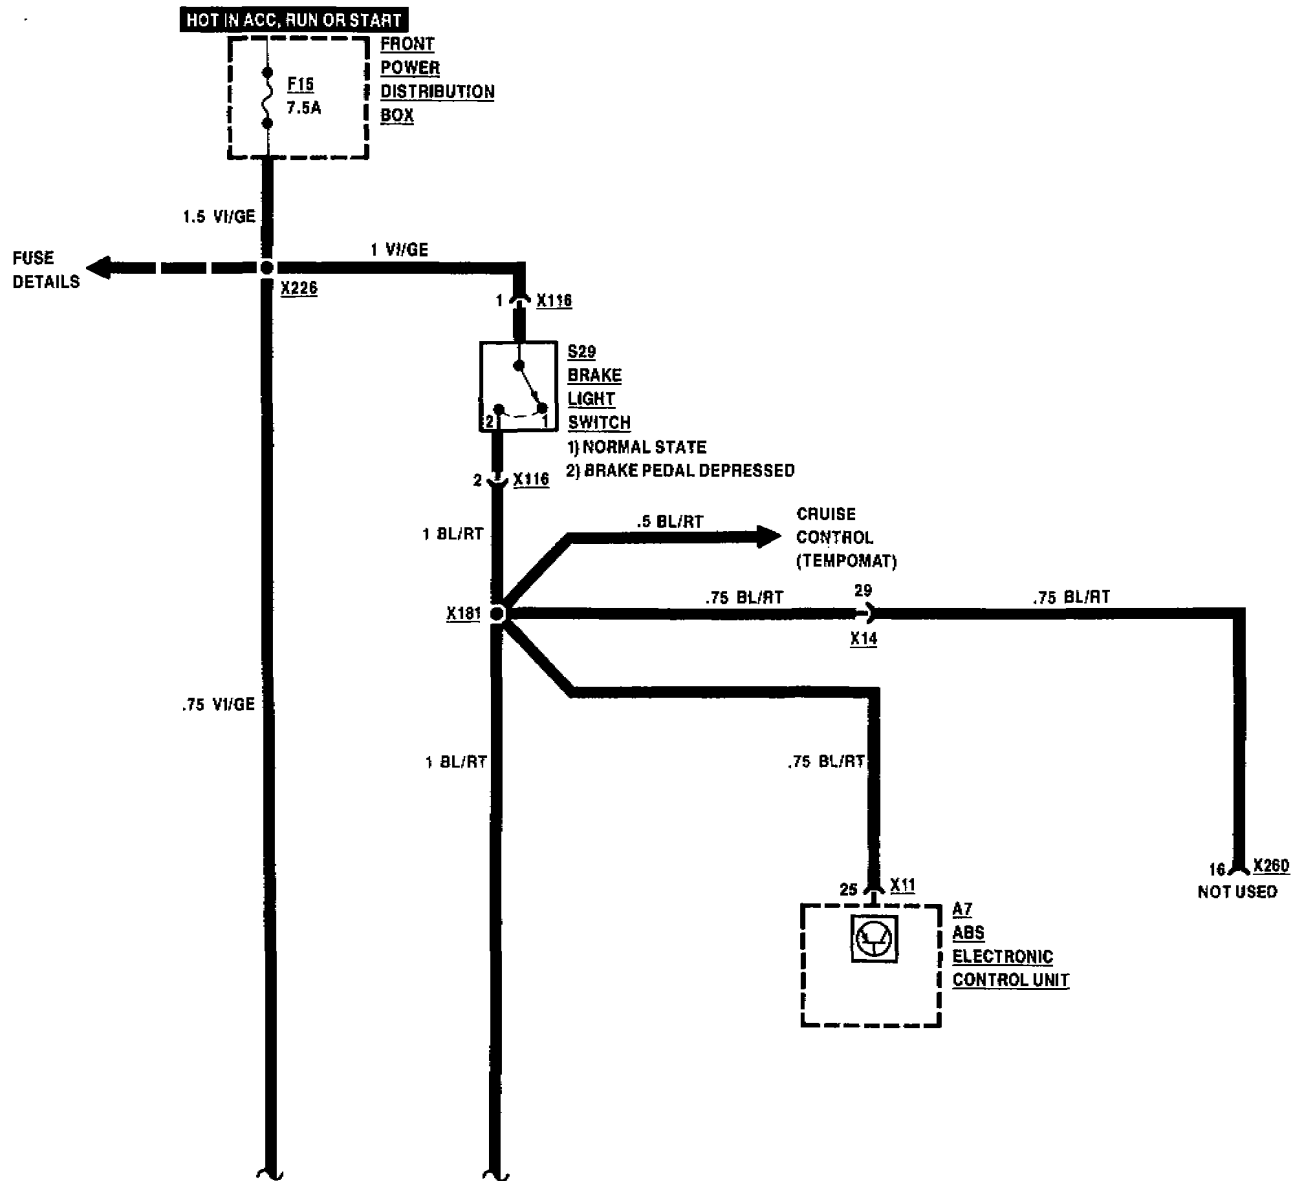 HOT IN ACC, RUN OR START
FRONT
POWER
DISTRIBUTION
BOX
F15
7.5A
1.5 VI/GE
FUSE
DETAILS
1 VI/GE
X226
1
X116
S29
BRAKE
LIGHT
SWITCH
2
1
1) NORMAL STATE
2) BRAKE PEDAL DEPRESSED
2
X116
1 BL/RT
.5 BL/RT
CRUISE
CONTROL
(TEMPOMAT)
X181
.75 BL/RT
29
X14
.75 BL/RT
.75 VI/GE
1 BL/RT
.75 BL/RT
25
X11
16
X260
NOT USED
A7
ABS
ELECTRONIC
CONTROL UNIT